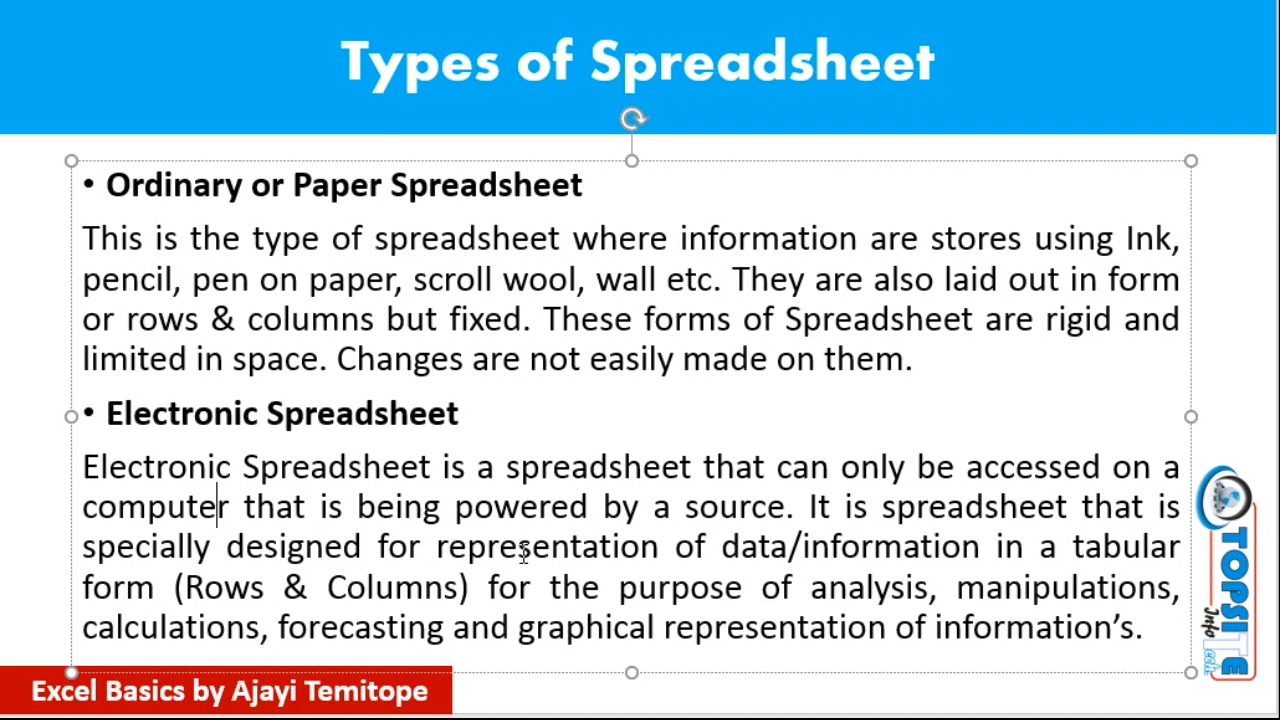 Types of Spreadsheet
• Ordinary or Paper Spreadsheet
This is the type of spreadsheet where information are stores using Ink,
pencil, pen on paper, scroll wool, wall etc. They are also laid out in form
or rows & columns but fixed. These forms of Spreadsheet are rigid and
limited in space. Changes are not easily made on them.
• Electronic Spreadsheet
Electronic Spreadsheet is a spreadsheet that can only be accessed on a
computer that is being powered by a source. It is spreadsheet that is
specially designed for representation of data/information in a tabular
form (Rows & Columns) for the purpose of analysis, manipulations,
calculations, forecasting and graphical representation of information’s.
TOPSITE
Info
Excel Basics by Ajayi Temitope